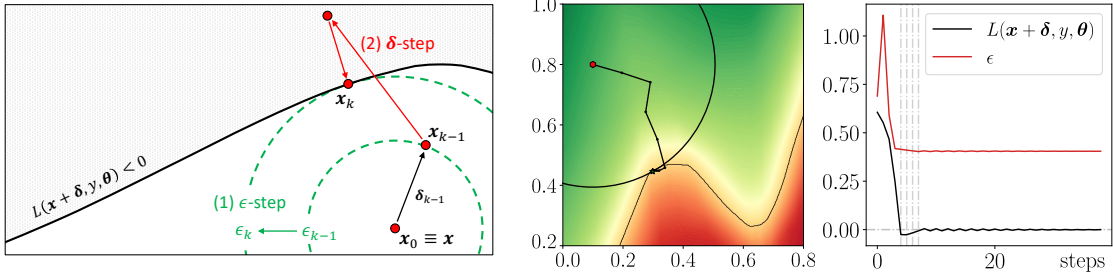 (2) δ-step
x_k
x_{k-1}
L(x + δ, y, θ) < 0
(1) ϵ-step
δ_{k-1}
ϵ_k ϵ_{k-1}
x_0 ≡ x
1.0
0.8
0.6
0.4
0.2
0.0 0.2 0.4 0.6 0.8
L(x + δ, y, θ)
ϵ
1.00
0.75
0.50
0.25
0.00
0 20 steps